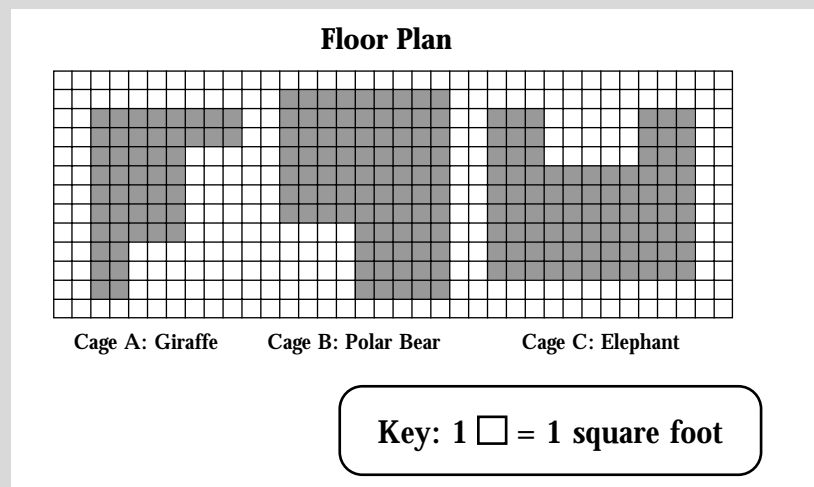 Floor Plan
Cage A: Giraffe
Cage B: Polar Bear
Cage C: Elephant
Key: 1 □ = 1 square foot